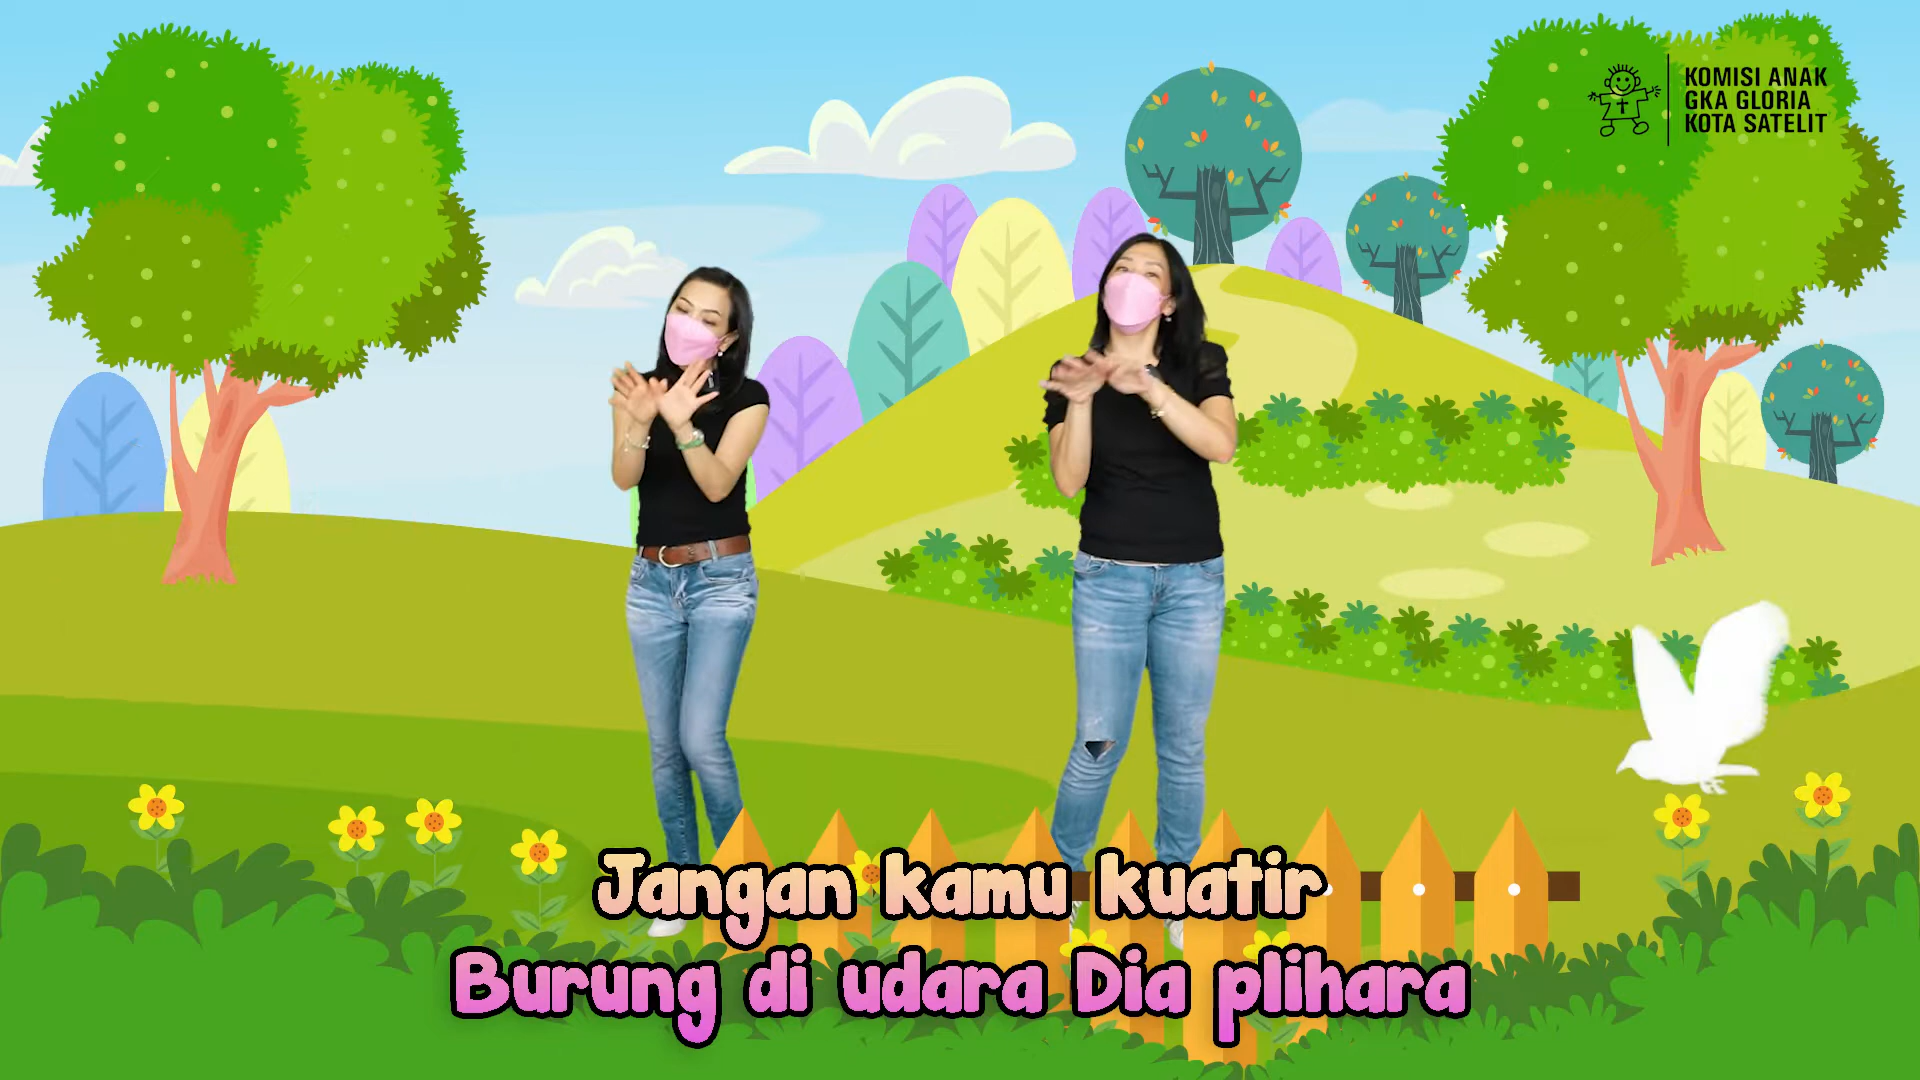 KOMISI ANAK
GKA GLORIA
KOTA SATELIT
Jangan kamu kuatir
Burung di udara Dia plihara